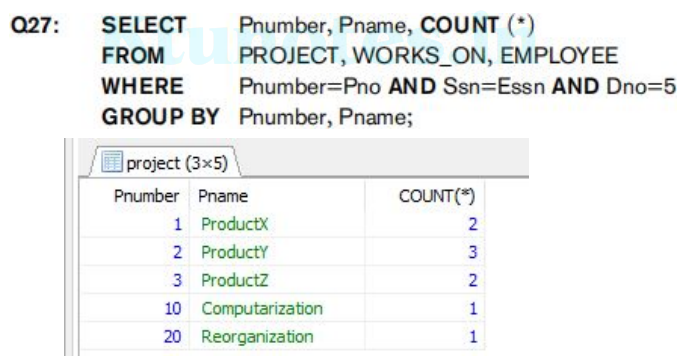 Q27: SELECT Pnumber, Pname, COUNT (*)
FROM PROJECT, WORKS_ON, EMPLOYEE
WHERE Pnumber=Pno AND Ssn=Essn AND Dno=5
GROUP BY Pnumber, Pname;
project (3×5)
Pnumber Pname COUNT(*)
1 ProductX 2
2 ProductY 3
3 ProductZ 2
10 Computarization 1
20 Reorganization 1